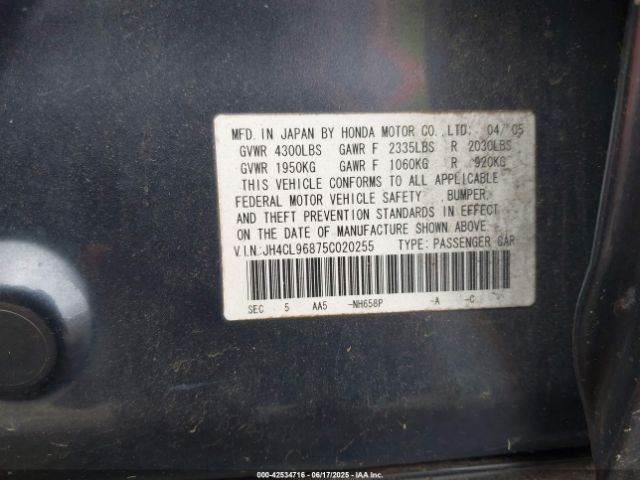 MFD. IN JAPAN BY HONDA MOTOR CO., LTD. 04/05
GVWR 4300LBS GAWR F 2335LBS R 2030LBS
GVWR 1950KG GAWR F 1060KG R 920KG
THIS VEHICLE CONFORMS TO ALL APPLICABLE
FEDERAL MOTOR VEHICLE SAFETY, BUMPER,
AND THEFT PREVENTION STANDARDS IN EFFECT
ON THE DATE OF MANUFACTURE SHOWN ABOVE.
V.I.N.:JH4CL96875C020255 TYPE: PASSENGER CAR
SEC 5 AA5 -NH658P -A -C
000-42534716 - 06/17/2025 - IAA Inc.